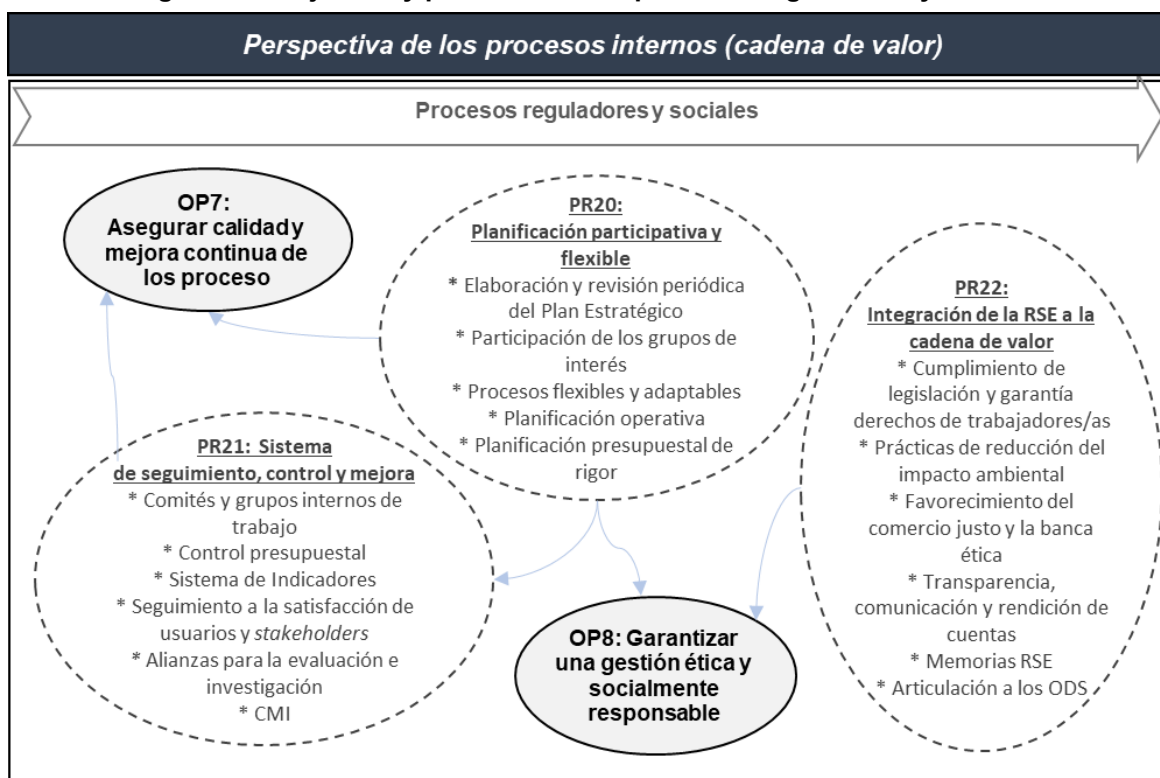 Perspectiva de los procesos internos (cadena de valor)
Procesos reguladores y sociales
OP7:
Asegurar calidad y
mejora continua de
los proceso
PR20:
Planificación participativa y
flexible
* Elaboración y revisión periódica
del Plan Estratégico
* Participación de los grupos de
interés
* Procesos flexibles y adaptables
* Planificación operativa
* Planificación presupuestal de
rigor
PR22:
Integración de la RSE a la
cadena de valor
* Cumplimiento de
legislación y garantía
derechos de trabajadores/as
* Prácticas de reducción del
impacto ambiental
* Favorecimiento del
comercio justo y la banca
ética
* Transparencia,
comunicación y rendición de
cuentas
* Memorias RSE
* Articulación a los ODS
PR21: Sistema
de seguimiento, control y mejora
* Comités y grupos internos de
trabajo
* Control presupuestal
* Sistema de Indicadores
* Seguimiento a la satisfacción de
usuarios y stakeholders
* Alianzas para la evaluación e
investigación
* CMI
OP8: Garantizar
una gestión ética y
socialmente
responsable